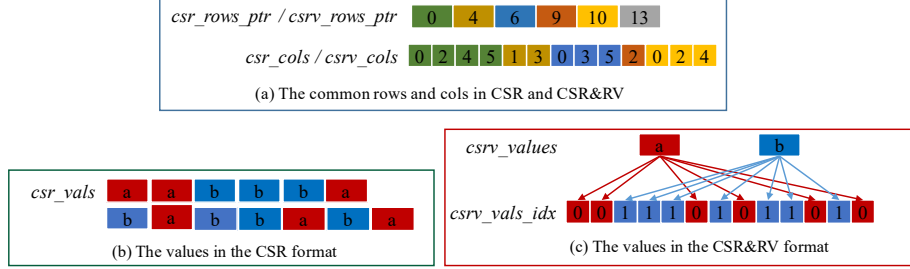 csr_rows_ptr / csrv_rows_ptr 0 4 6 9 10 13
csr_cols / csrv_cols 0 2 4 5 1 3 0 3 5 2 0 2 4
(a) The common rows and cols in CSR and CSR&RV
csr_vals a a b b b a
b a b b a b a
(b) The values in the CSR format
csrv_values a b
csrv_vals_idx 0 0 1 1 1 0 1 0 1 1 0 1 0
(c) The values in the CSR&RV format